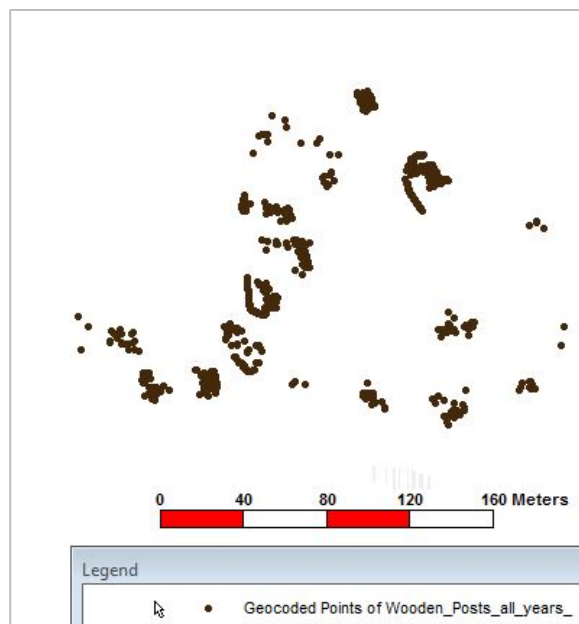 0 40 80 120 160 Meters
Legend
Geocoded Points of Wooden_Posts_all_years_